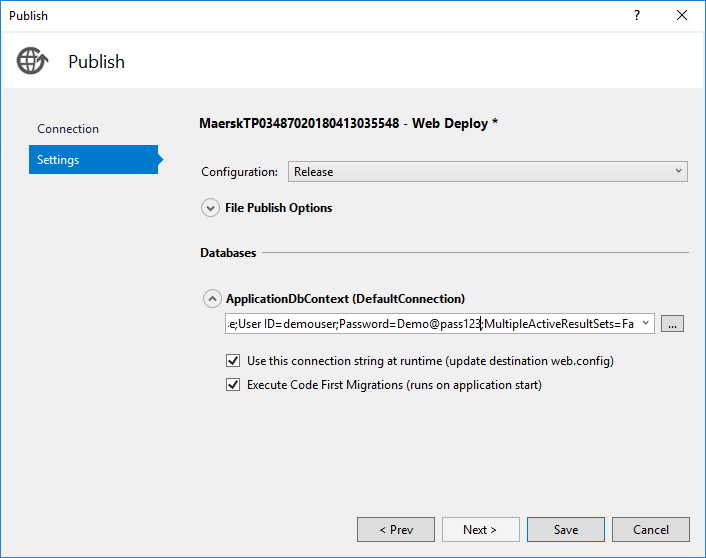 Publish
Publish
Connection
Settings
MaerskTP03487020180413035548 - Web Deploy *
Configuration: Release
File Publish Options
Databases
ApplicationDbContext (DefaultConnection)
;User ID=demouser;Password=Demo@pass123;MultipleActiveResultSets=Fa
...
Use this connection string at runtime (update destination web.config)
Execute Code First Migrations (runs on application start)
< Prev
Next >
Save
Cancel